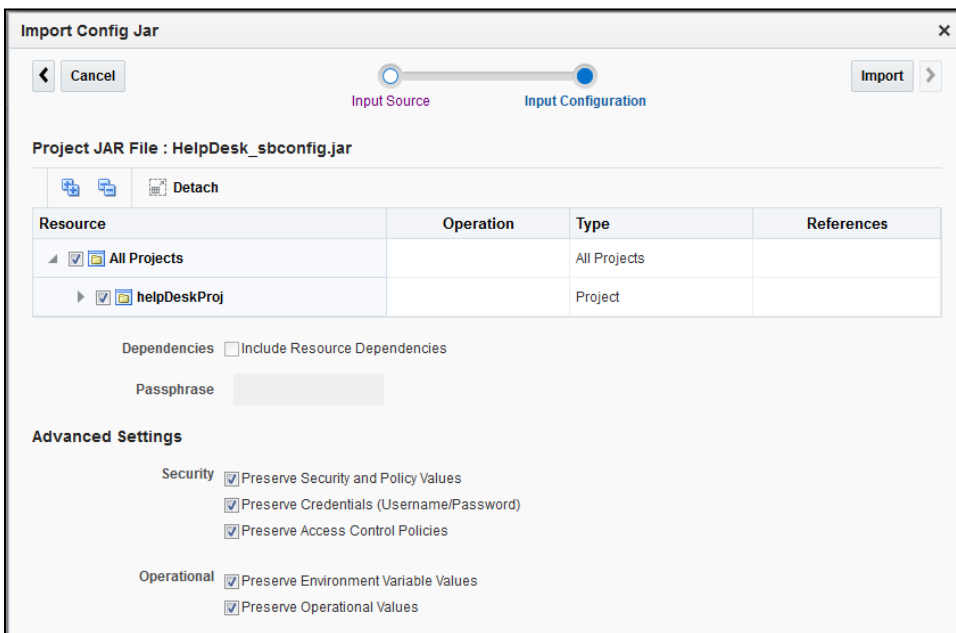 Import Config Jar
Cancel
Import
Input Source
Input Configuration
Project JAR File : HelpDesk_sbconfig.jar
Detach
Resource Operation Type References
All Projects All Projects
helpDeskProj Project
Dependencies Include Resource Dependencies
Passphrase
Advanced Settings
Security Preserve Security and Policy Values
Preserve Credentials (Username/Password)
Preserve Access Control Policies
Operational Preserve Environment Variable Values
Preserve Operational Values